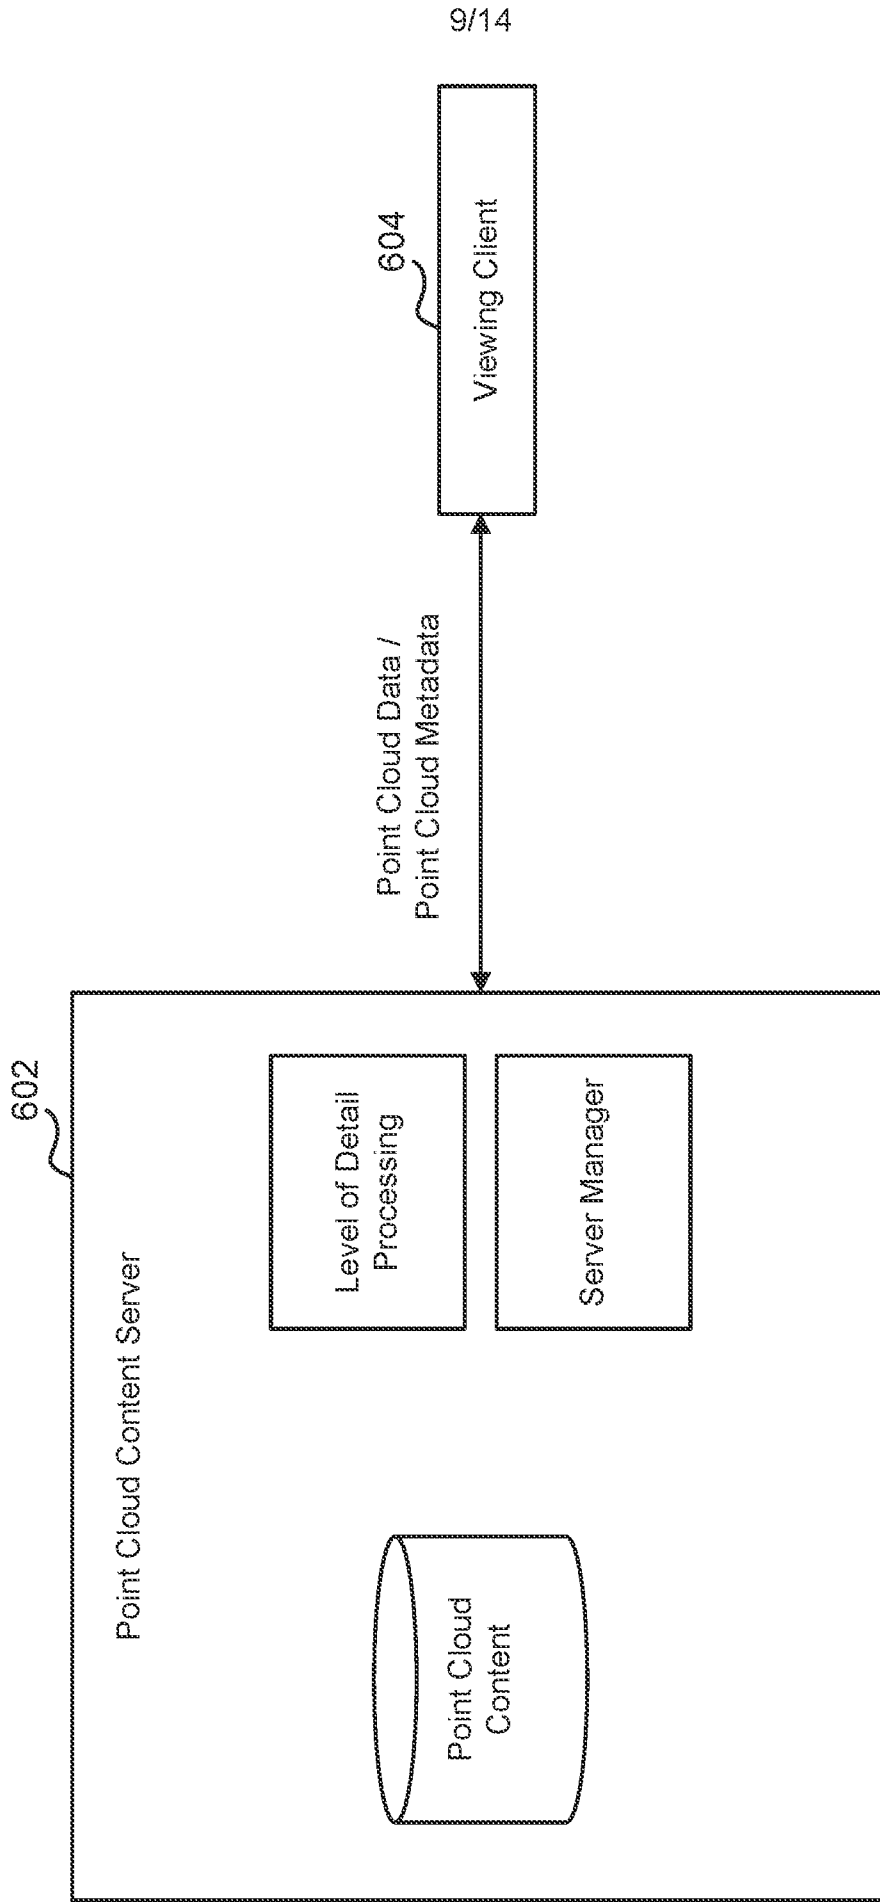 9/14
602
Point Cloud Content Server
Point Cloud
Content
Level of Detail
Processing
Server Manager
Point Cloud Data /
Point Cloud Metadata
604
Viewing Client